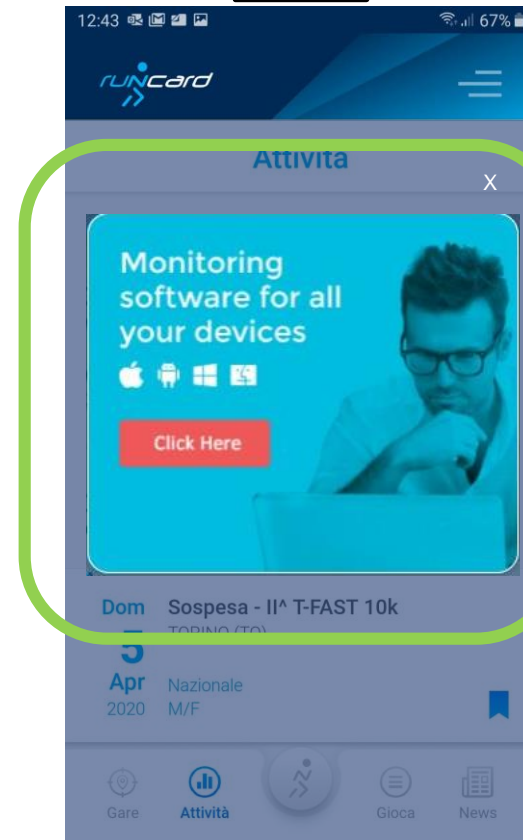 12:43
67%
runcard
Attività
X
Monitoring
software for all
your devices
Click Here
Dom
Sospesa - II^ T-FAST 10k
TORINO (TO)
5
Apr
Nazionale
2020
M/F
Gare
Attività
Gioca
News